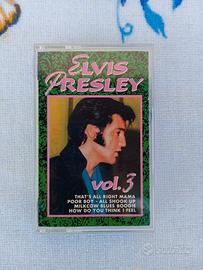 ELVIS
PRESLEY
vol.3
THAT'S ALL RIGHT MAMA
POOR BOY - ALL SHOOK UP
MILKCOW BLUES BOOGIE
HOW DO YOU THINK I FEEL
subito